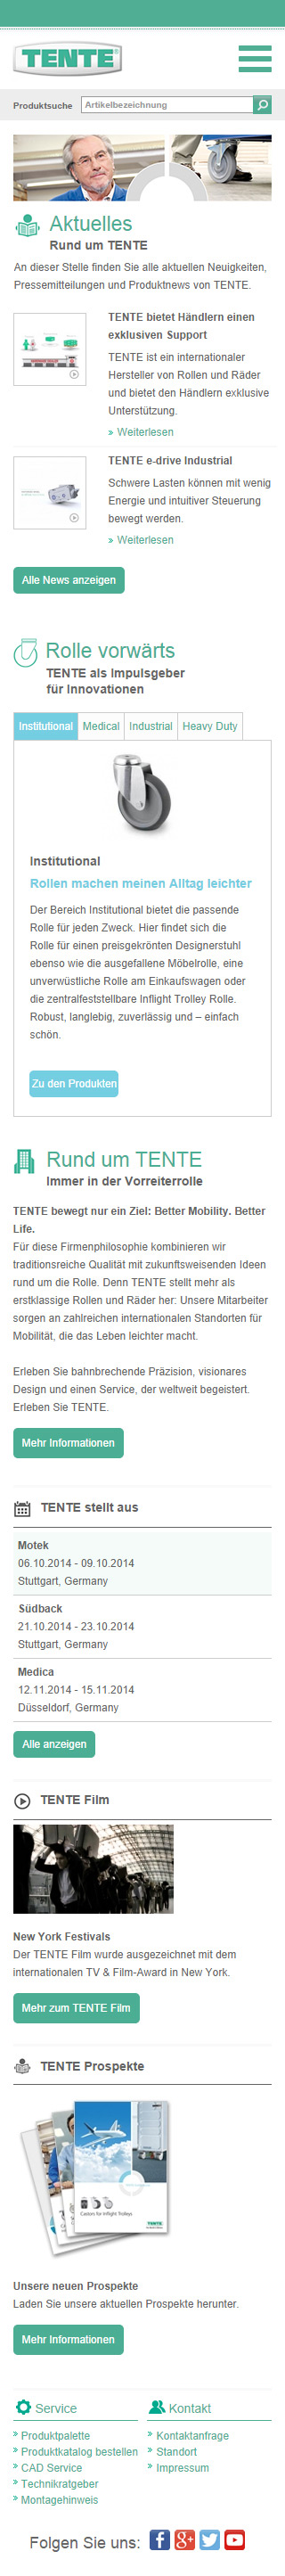 TENTE
Produktsuche
Artikelbezeichnung
Aktuelles
Rund um TENTE
An dieser Stelle finden Sie alle aktuellen Neuigkeiten,
Pressemitteilungen und Produktnews von TENTE.
TENTE bietet Händlern einen
exklusiven Support
TENTE ist ein internationaler
Hersteller von Rollen und Räder
und bietet den Händlern exklusive
Unterstützung.
Weiterlesen
TENTE e-drive Industrial
Schwere Lasten können mit wenig
Energie und intuitiver Steuerung
bewegt werden.
Weiterlesen
Alle News anzeigen
Rolle vorwärts
TENTE als Impulsgeber
für Innovationen
Institutional Medical Industrial Heavy Duty
Institutional
Rollen machen meinen Alltag leichter
Der Bereich Institutional bietet die passende
Rolle für jeden Zweck. Hier findet sich die
Rolle für einen preisgekrönten Designerstuhl
ebenso wie die ausgefallene Möbelrolle, eine
unverwüstliche Rolle am Einkaufswagen oder
die zentralfeststellbare Inflight Trolley Rolle.
Robust, langlebig, zuverlässig und – einfach
schön.
Zu den Produkten
Rund um TENTE
Immer in der Vorreiterrolle
TENTE bewegt nur ein Ziel: Better Mobility. Better
Life.
Für diese Firmenphilosophie kombinieren wir
traditionsreiche Qualität mit zukunftsweisenden Ideen
rund um die Rolle. Denn TENTE stellt mehr als
erstklassige Rollen und Räder her: Unsere Mitarbeiter
sorgen an zahlreichen internationalen Standorten für
Mobilität, die das Leben leichter macht.
Erleben Sie bahnbrechende Präzision, visionares
Design und einen Service, der weltweit begeistert.
Erleben Sie TENTE.
Mehr Informationen
TENTE stellt aus
Motek
06.10.2014 - 09.10.2014
Stuttgart, Germany
Südback
21.10.2014 - 23.10.2014
Stuttgart, Germany
Medica
12.11.2014 - 15.11.2014
Düsseldorf, Germany
Alle anzeigen
TENTE Film
New York Festivals
Der TENTE Film wurde ausgezeichnet mit dem
internationalen TV & Film-Award in New York.
Mehr zum TENTE Film
TENTE Prospekte
Castors for Inflight Trolleys
TENTE
Unsere neuen Prospekte
Laden Sie unsere aktuellen Prospekte herunter.
Mehr Informationen
Service
Produktpalette
Produktkatalog bestellen
CAD Service
Technikratgeber
Montagehinweis
Kontakt
Kontaktanfrage
Standort
Impressum
Folgen Sie uns: